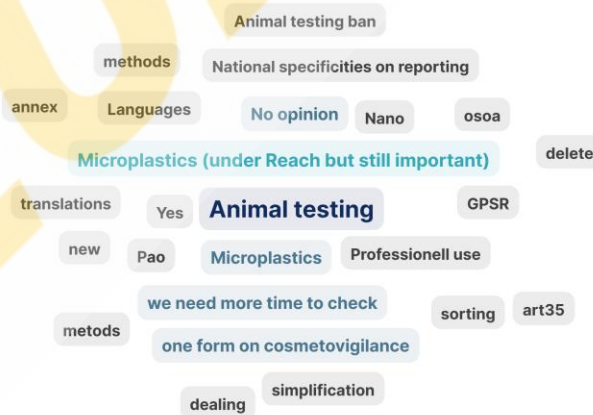 Animal testing ban
methods
National specificities on reporting
annex
Languages
No opinion
Nano
osoa
Microplastics (under Reach but still important)
delete
translations
Yes
Animal testing
GPSR
new
Pao
Microplastics
Professionell use
we need more time to check
sorting
art35
metods
one form on cosmetovigilance
simplification
dealing